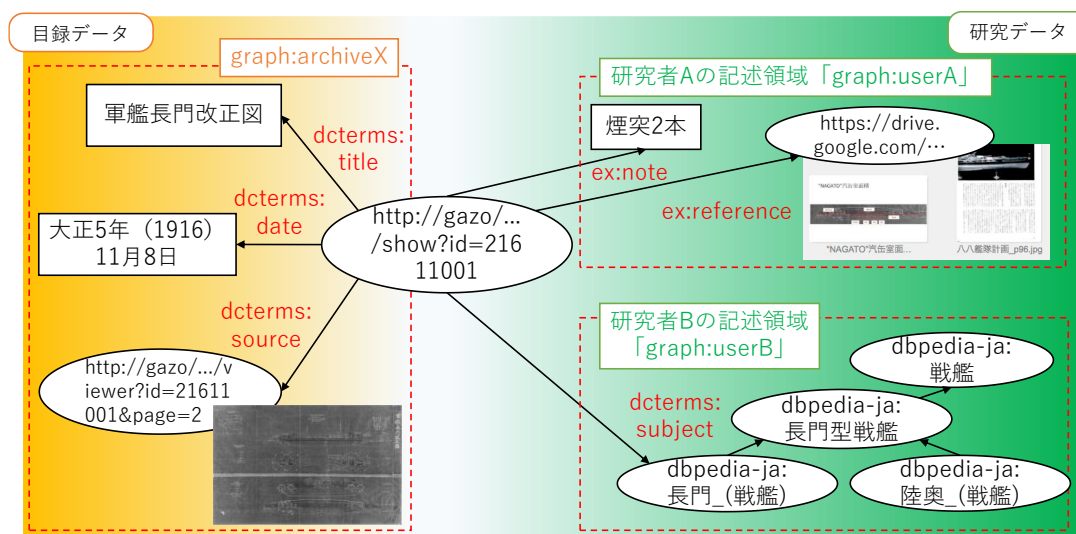 目録データ
研究データ
graph:archiveX
軍艦長門改正図
dcterms:
title
dcterms:
date
大正5年（1916）
11月8日
dcterms:
source
http://gazo/.../v
iewer?id=21611
001&page=2
http://gazo/...
/show?id=216
11001
研究者Aの記述領域「graph:userA」
煙突2本
ex:note
https://drive.
google.com/…
ex:reference
"NAGATO"汽缶室面積
"NAGATO"汽缶室面...
八八艦隊計画_p96.jpg
研究者Bの記述領域
「graph:userB」
dbpedia-ja:
戦艦
dcterms:
subject
dbpedia-ja:
長門型戦艦
dbpedia-ja:
長門_(戦艦)
dbpedia-ja:
陸奥_(戦艦)